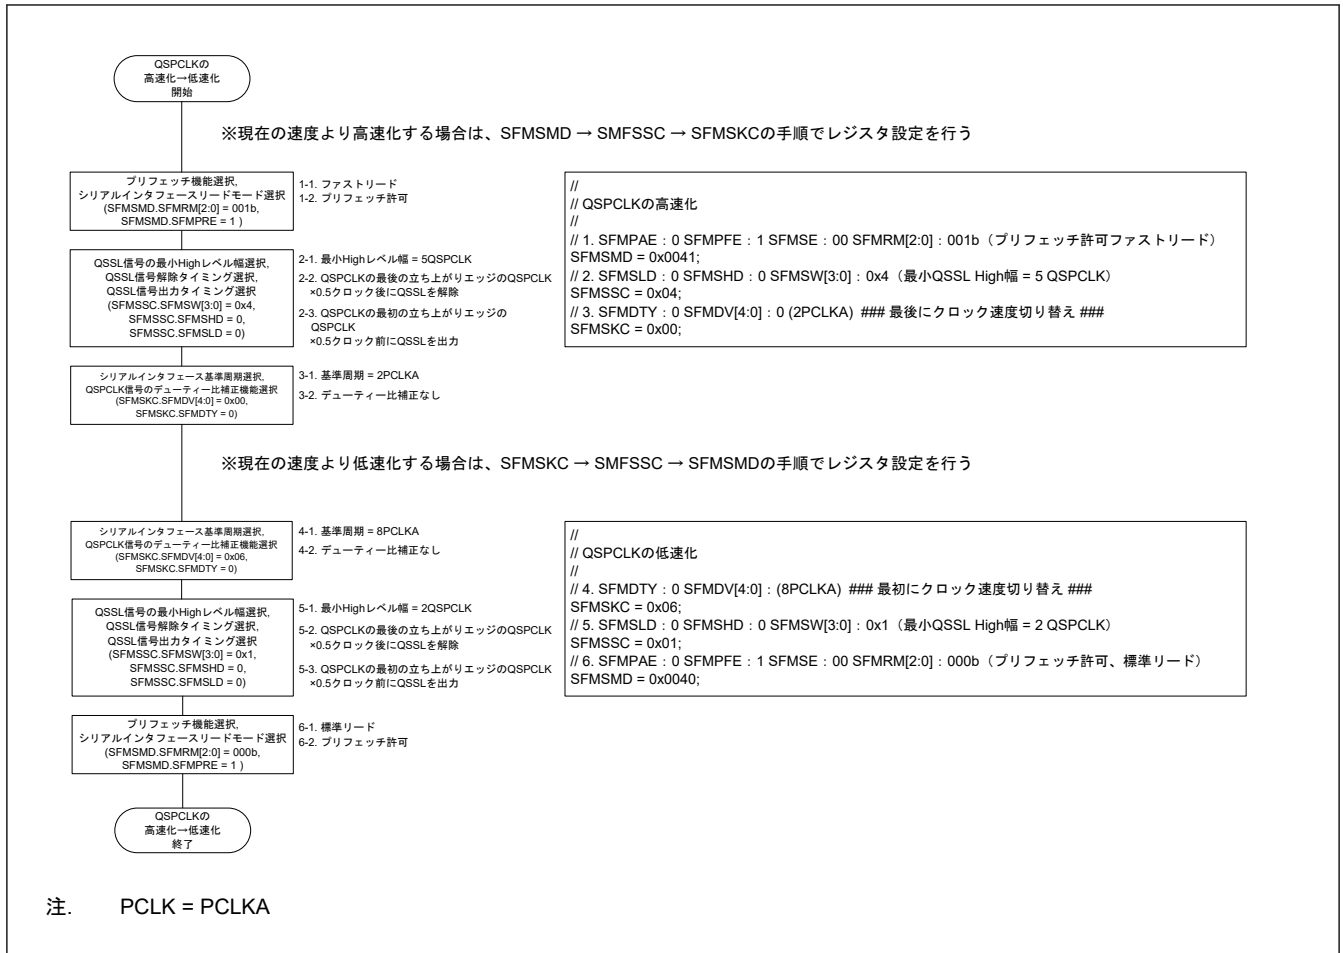 QSPCLKの
高速化→低速化
開始
※現在の速度より高速化する場合は、SFMSMD → SMFSSC → SFMSKCの手順でレジスタ設定を行う
プリフェッチ機能選択,
シリアルインタフェースリードモード選択
(SFMSMD.SFMRM[2:0] = 001b,
SFMSMD.SFMPRE = 1 )
1-1. ファストリード
1-2. プリフェッチ許可
QSSL信号の最小Highレベル幅選択,
QSSL信号解除タイミング選択,
QSSL信号出力タイミング選択
(SFMSSC.SFMSW[3:0] = 0x4,
SFMSSC.SFMSHD = 0,
SFMSSC.SFMSLD = 0)
2-1. 最小Highレベル幅 = 5QSPCLK
2-2. QSPCLKの最後の立ち上がりエッジのQSPCLK
×0.5クロック後にQSSLを解除
2-3. QSPCLKの最初の立ち上がりエッジの
QSPCLK
×0.5クロック前にQSSLを出力
シリアルインタフェース基準周期選択,
QSPCLK信号のデューティー比補正機能選択
(SFMSKC.SFMDV[4:0] = 0x00,
SFMSKC.SFMDTY = 0)
3-1. 基準周期 = 2PCLKA
3-2. デューティー比補正なし
//
// QSPCLKの高速化
//
// 1. SFMPAE : 0 SFMPFE : 1 SFMSE : 00 SFMRM[2:0] : 001b（プリフェッチ許可ファストリード）
SFMSMD = 0x0041;
// 2. SFMSLD : 0 SFMSHD : 0 SFMSW[3:0] : 0x4（最小QSSL High幅 = 5 QSPCLK）
SFMSSC = 0x04;
// 3. SFMDTY : 0 SFMDV[4:0] : 0 (2PCLKA) ### 最後にクロック速度切り替え ###
SFMSKC = 0x00;
※現在の速度より低速化する場合は、SFMSKC → SMFSSC → SFMSMDの手順でレジスタ設定を行う
シリアルインタフェース基準周期選択,
QSPCLK信号のデューティー比補正機能選択
(SFMSKC.SFMDV[4:0] = 0x06,
SFMSKC.SFMDTY = 0)
4-1. 基準周期 = 8PCLKA
4-2. デューティー比補正なし
QSSL信号の最小Highレベル幅選択,
QSSL信号解除タイミング選択,
QSSL信号出力タイミング選択
(SFMSSC.SFMSW[3:0] = 0x1,
SFMSSC.SFMSHD = 0,
SFMSSC.SFMSLD = 0)
5-1. 最小Highレベル幅 = 2QSPCLK
5-2. QSPCLKの最後の立ち上がりエッジのQSPCLK
×0.5クロック後にQSSLを解除
5-3. QSPCLKの最初の立ち上がりエッジのQSPCLK
×0.5クロック前にQSSLを出力
プリフェッチ機能選択,
シリアルインタフェースリードモード選択
(SFMSMD.SFMRM[2:0] = 000b,
SFMSMD.SFMPRE = 1 )
6-1. 標準リード
6-2. プリフェッチ許可
//
// QSPCLKの低速化
//
// 4. SFMDTY : 0 SFMDV[4:0] : (8PCLKA) ### 最初にクロック速度切り替え ###
SFMSKC = 0x06;
// 5. SFMSLD : 0 SFMSHD : 0 SFMSW[3:0] : 0x1（最小QSSL High幅 = 2 QSPCLK）
SFMSSC = 0x01;
// 6. SFMPAE : 0 SFMPFE : 1 SFMSE : 00 SFMRM[2:0] : 000b（プリフェッチ許可、標準リード）
SFMSMD = 0x0040;
QSPCLKの
高速化→低速化
終了
注. PCLK = PCLKA